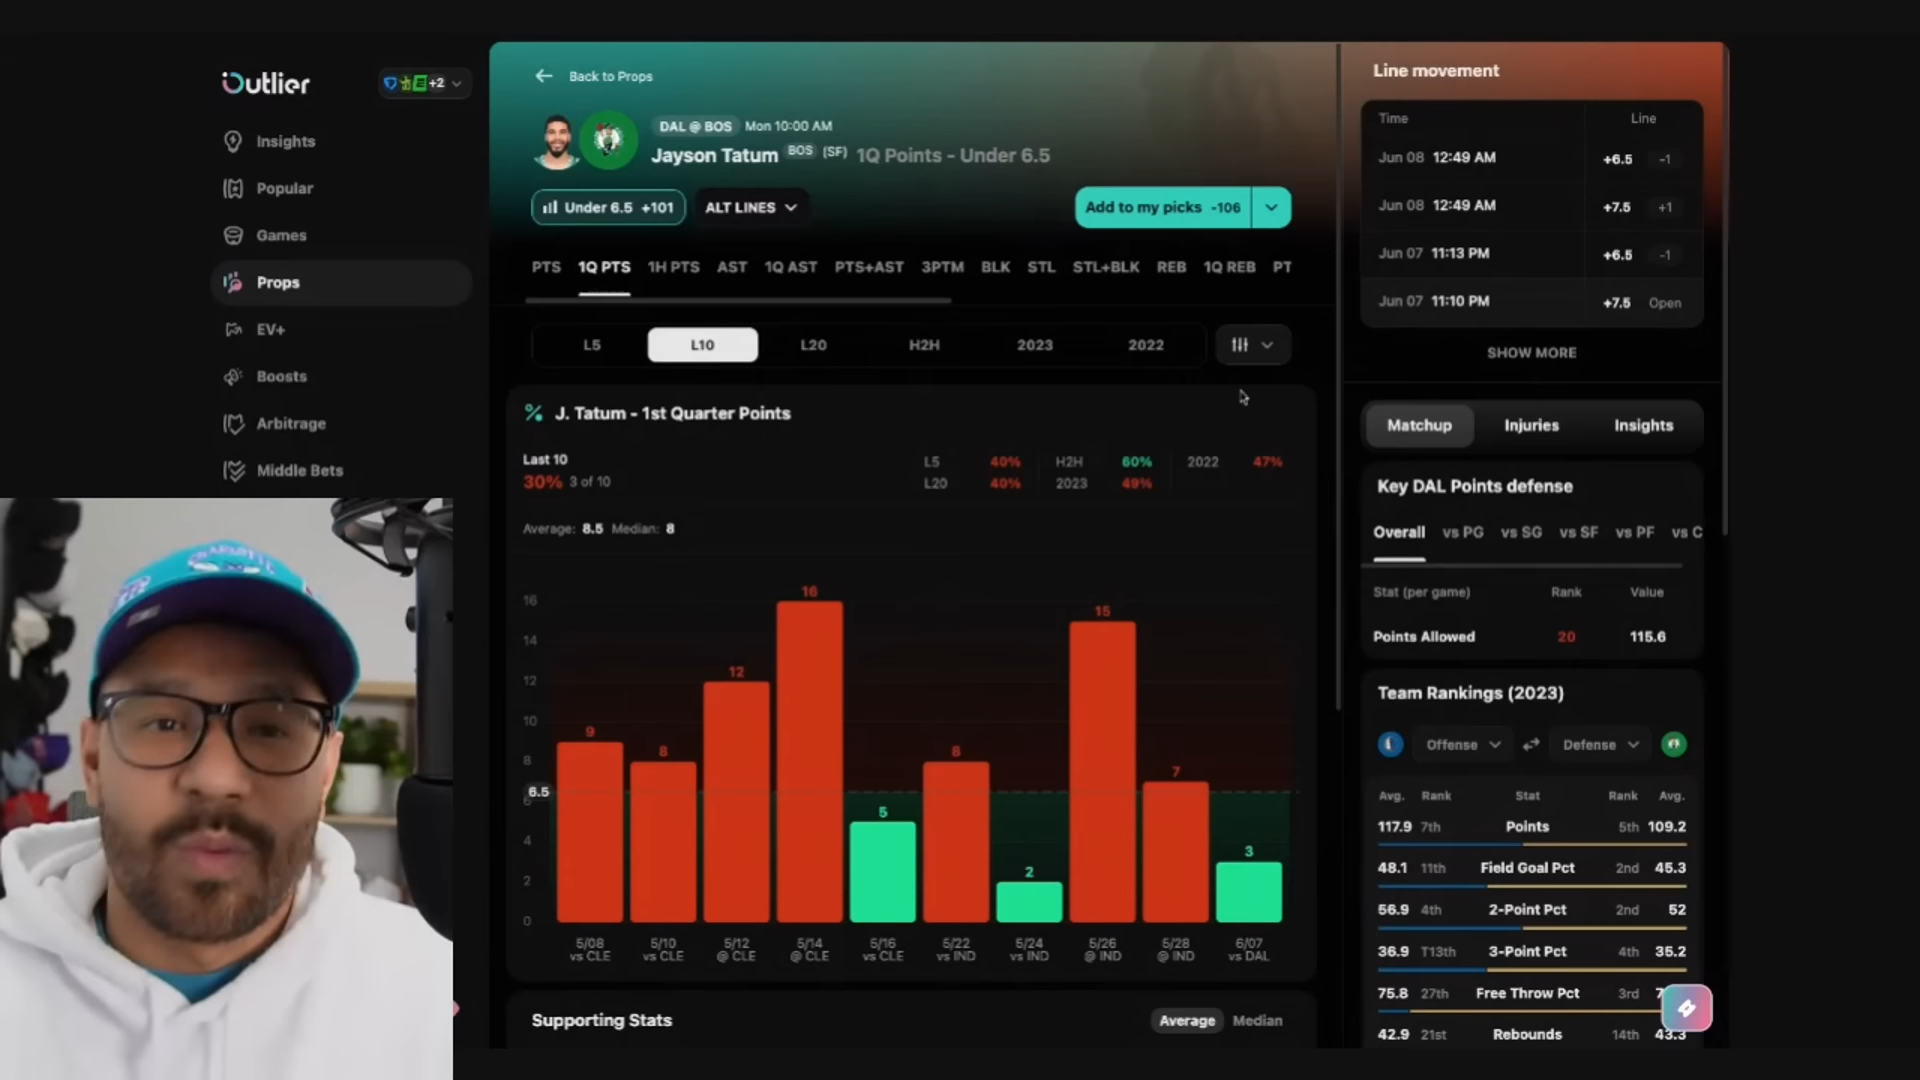 Outlier
+2
Insights
Popular
Games
Props
EV+
Boosts
Arbitrage
Middle Bets
Back to Props
DAL @ BOS Mon 10:00 AM
Jayson Tatum BOS (SF) 1Q Points - Under 6.5
Under 6.5 +101
ALT LINES
Add to my picks -106
PTS 1Q PTS 1H PTS AST 1Q AST PTS+AST 3PTM BLK STL STL+BLK REB 1Q REB PT
L5 L10 L20 H2H 2023 2022
J. Tatum - 1st Quarter Points
Last 10
30% 3 of 10
L5 40% H2H 60% 2022 47%
L20 40% 2023 49%
Average: 8.5 Median: 8
16
14
12
10
8
6.5
6
4
2
0
9 8 12 16 5 8 2 15 7 3
5/08 5/10 5/12 5/14 5/16 5/22 5/24 5/26 5/28 6/07
vs CLE vs CLE @ CLE @ CLE vs CLE vs IND vs IND @ IND @ IND vs DAL
Supporting Stats
Average Median
Line movement
Time Line
Jun 08 12:49 AM +6.5 -1
Jun 08 12:49 AM +7.5 +1
Jun 07 11:13 PM +6.5 -1
Jun 07 11:10 PM +7.5 Open
SHOW MORE
Matchup Injuries Insights
Key DAL Points defense
Overall vs PG vs SG vs SF vs PF vs C
Stat (per game) Rank Value
Points Allowed 20 115.6
Team Rankings (2023)
Offense Defense
Avg. Rank Stat Rank Avg.
117.9 7th Points 5th 109.2
48.1 11th Field Goal Pct 2nd 45.3
56.9 4th 2-Point Pct 2nd 52
36.9 T13th 3-Point Pct 4th 35.2
75.8 27th Free Throw Pct 3rd
42.9 21st Rebounds 14th 43.3